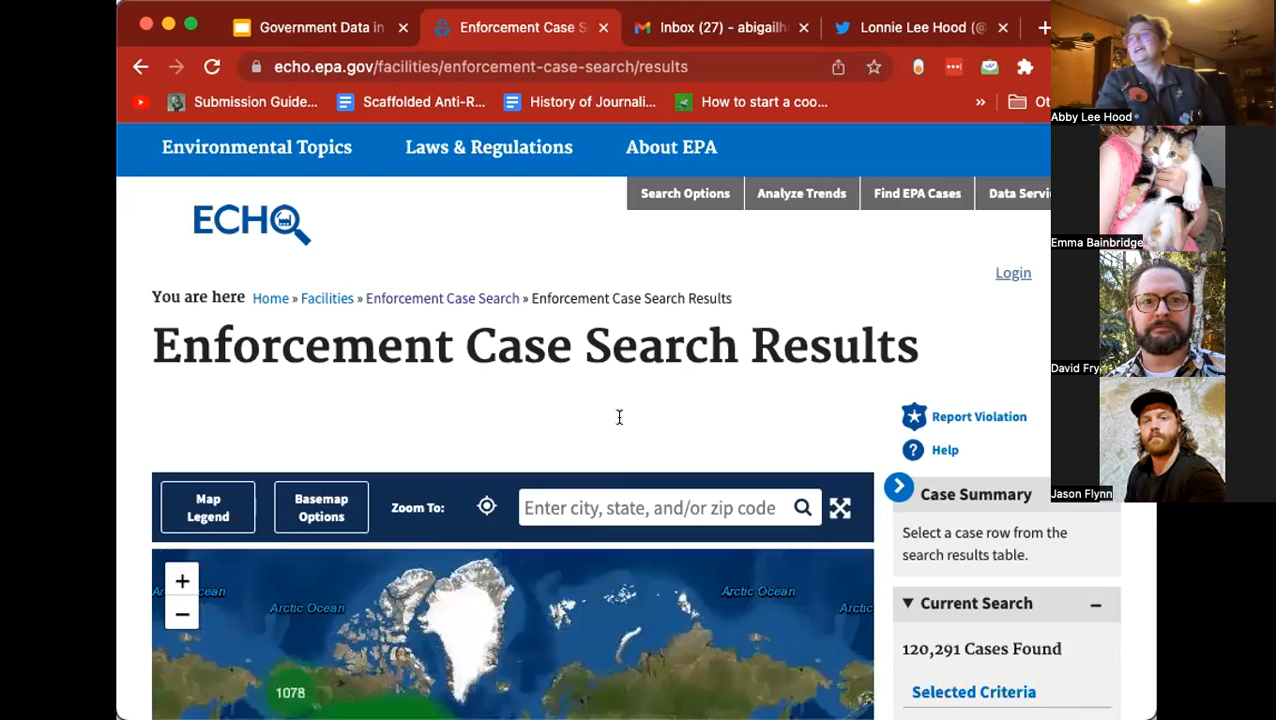 Government Data in
Enforcement Case S
Inbox (27) - abigailh
Lonnie Lee Hood (@
echo.epa.gov/facilities/enforcement-case-search/results
Submission Guide...
Scaffolded Anti-R...
History of Journali...
How to start a coo...
»
Ot
Environmental Topics
Laws & Regulations
About EPA
Search Options
Analyze Trends
Find EPA Cases
Data Servi
ECHO
Login
You are here Home » Facilities » Enforcement Case Search » Enforcement Case Search Results
Enforcement Case Search Results
Report Violation
Help
Map
Legend
Basemap
Options
Zoom To:
Enter city, state, and/or zip code
Case Summary
Select a case row from the
search results table.
Current Search
120,291 Cases Found
Selected Criteria
+
−
cean
Arctic Ocean
Arctic Ocean
Arctic
1078
Abby Lee Hood
Emma Bainbridge
David Fry
Jason Flynn